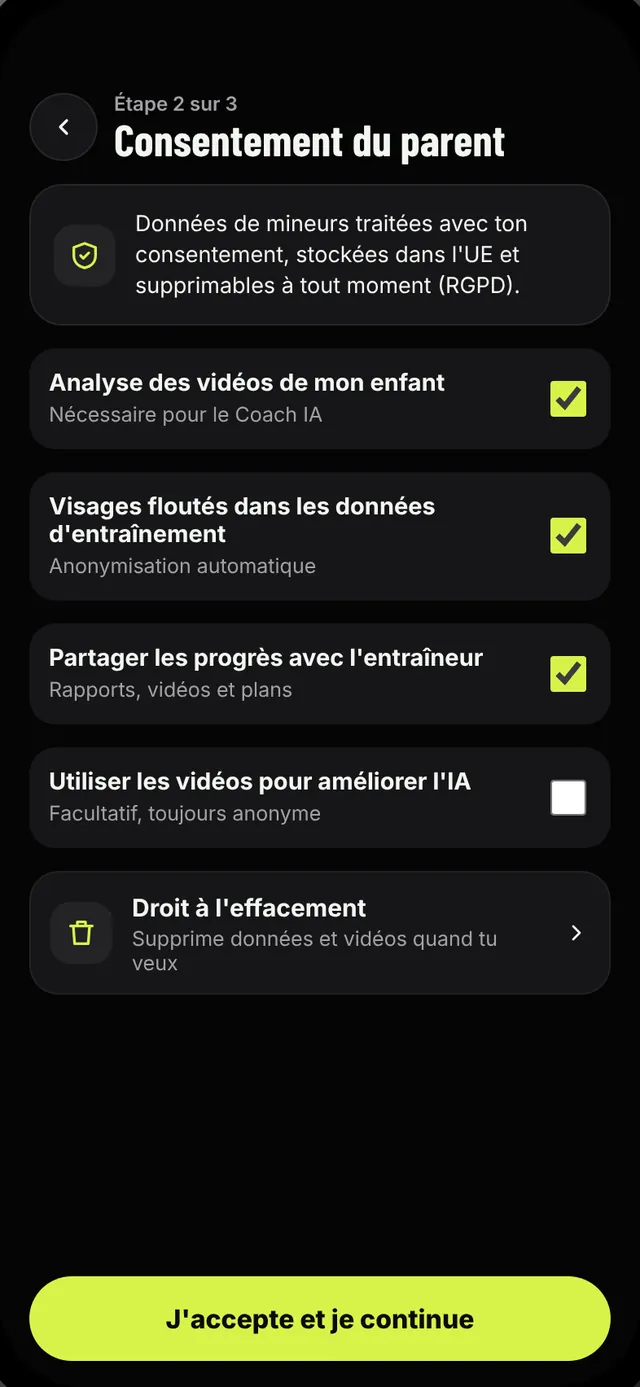 Étape 2 sur 3
Consentement du parent
Données de mineurs traitées avec ton
consentement, stockées dans l'UE et
supprimables à tout moment (RGPD).
Analyse des vidéos de mon enfant
Nécessaire pour le Coach IA
Visages floutés dans les données
d'entraînement
Anonymisation automatique
Partager les progrès avec l'entraîneur
Rapports, vidéos et plans
Utiliser les vidéos pour améliorer l'IA
Facultatif, toujours anonyme
Droit à l'effacement
Supprime données et vidéos quand tu
veux
J'accepte et je continue